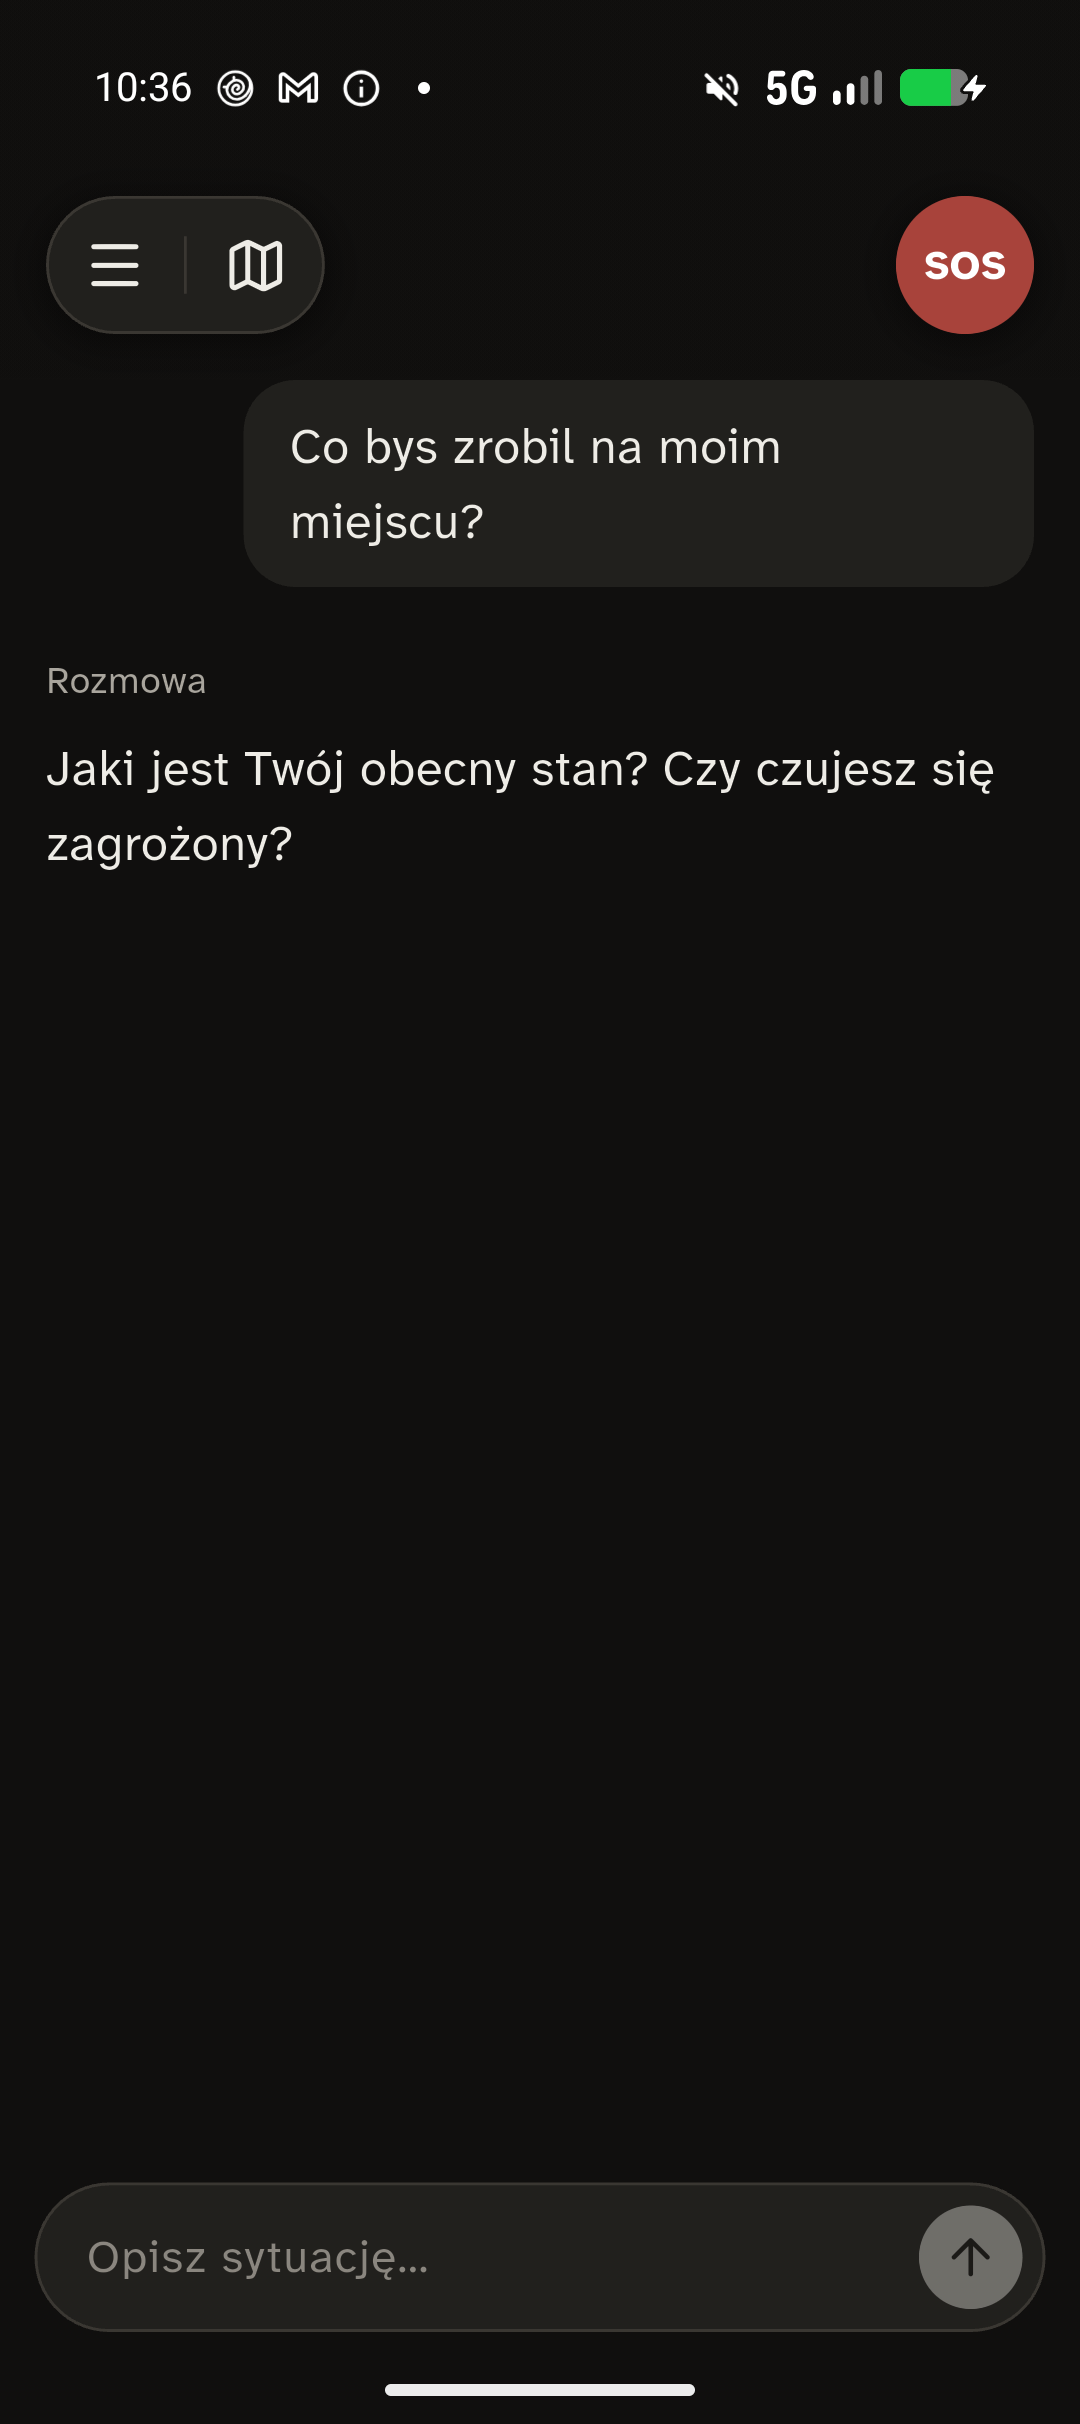 10:36
5G
SOS
Co bys zrobil na moim
miejscu?
Rozmowa
Jaki jest Twój obecny stan? Czy czujesz się
zagrożony?
Opisz sytuację...